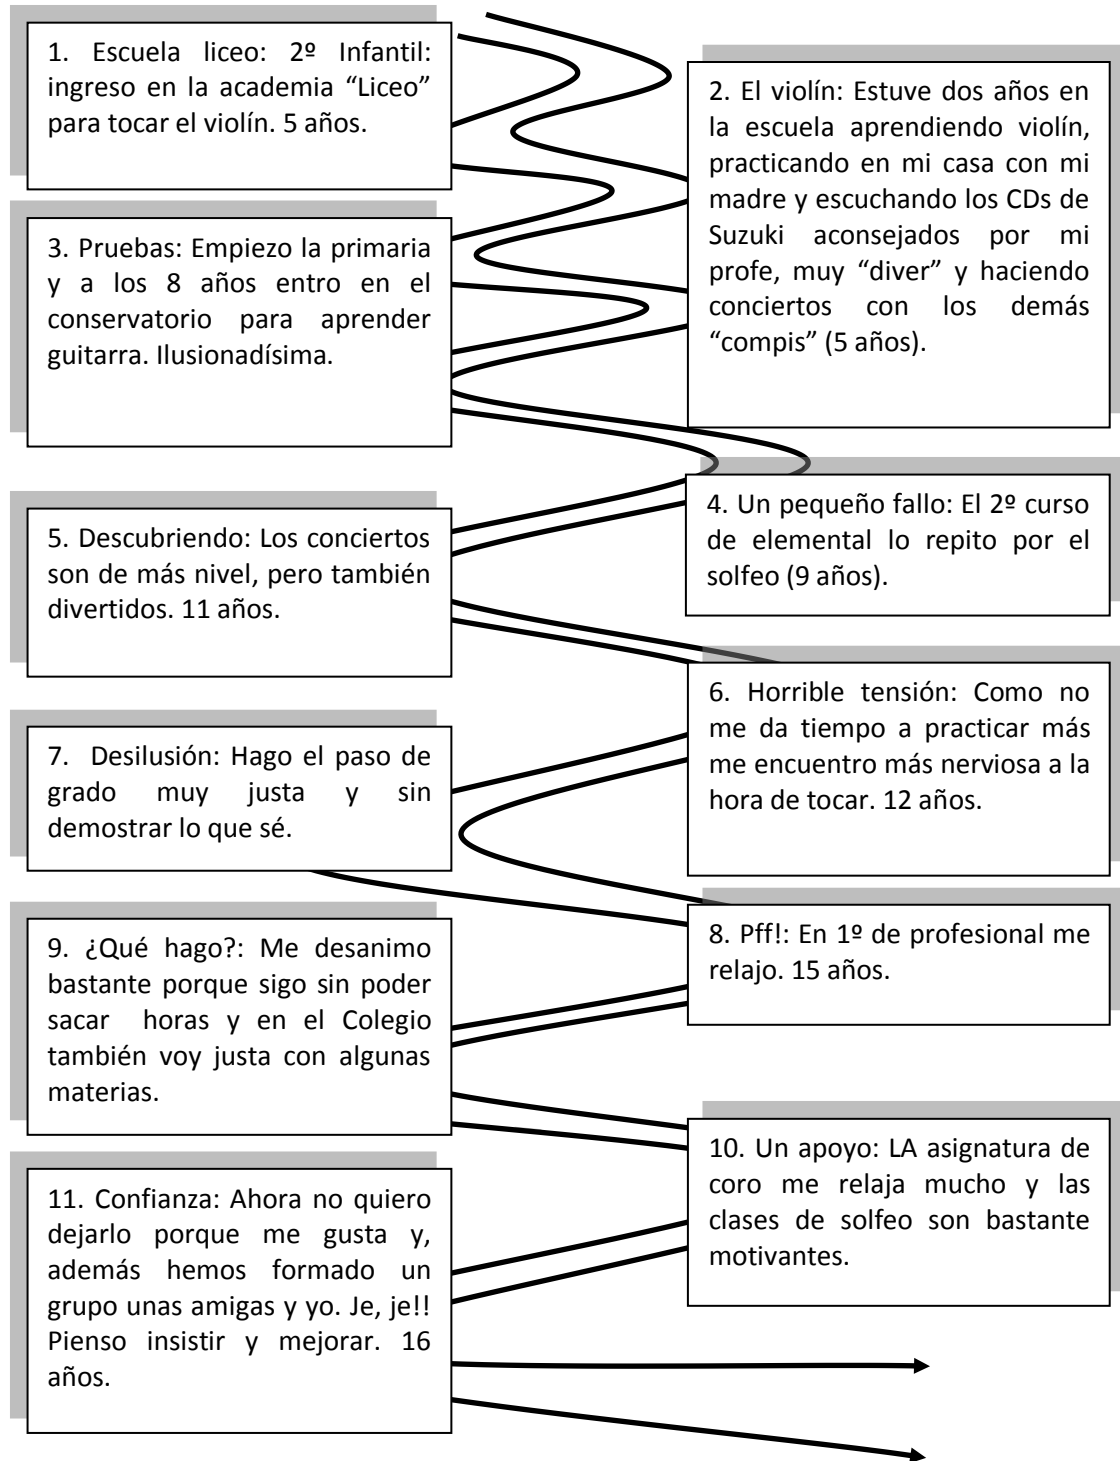 1. Escuela liceo: 2º Infantil:
ingreso en la academia “Liceo”
para tocar el violín. 5 años.
2. El violín: Estuve dos años en
la escuela aprendiendo violín,
practicando en mi casa con mi
madre y escuchando los CDs de
Suzuki aconsejados por mi
profe, muy “diver” y haciendo
conciertos con los demás
“compis” (5 años).
3. Pruebas: Empiezo la primaria
y a los 8 años entro en el
conservatorio para aprender
guitarra. Ilusionadísima.
4. Un pequeño fallo: El 2º curso
de elemental lo repito por el
solfeo (9 años).
5. Descubriendo: Los conciertos
son de más nivel, pero también
divertidos. 11 años.
6. Horrible tensión: Como no
me da tiempo a practicar más
me encuentro más nerviosa a la
hora de tocar. 12 años.
7. Desilusión: Hago el paso de
grado muy justa y sin
demostrar lo que sé.
8. Pff!: En 1º de profesional me
relajo. 15 años.
9. ¿Qué hago?: Me desanimo
bastante porque sigo sin poder
sacar horas y en el Colegio
también voy justa con algunas
materias.
10. Un apoyo: LA asignatura de
coro me relaja mucho y las
clases de solfeo son bastante
motivantes.
11. Confianza: Ahora no quiero
dejarlo porque me gusta y,
además hemos formado un
grupo unas amigas y yo. Je, je!!
Pienso insistir y mejorar. 16
años.